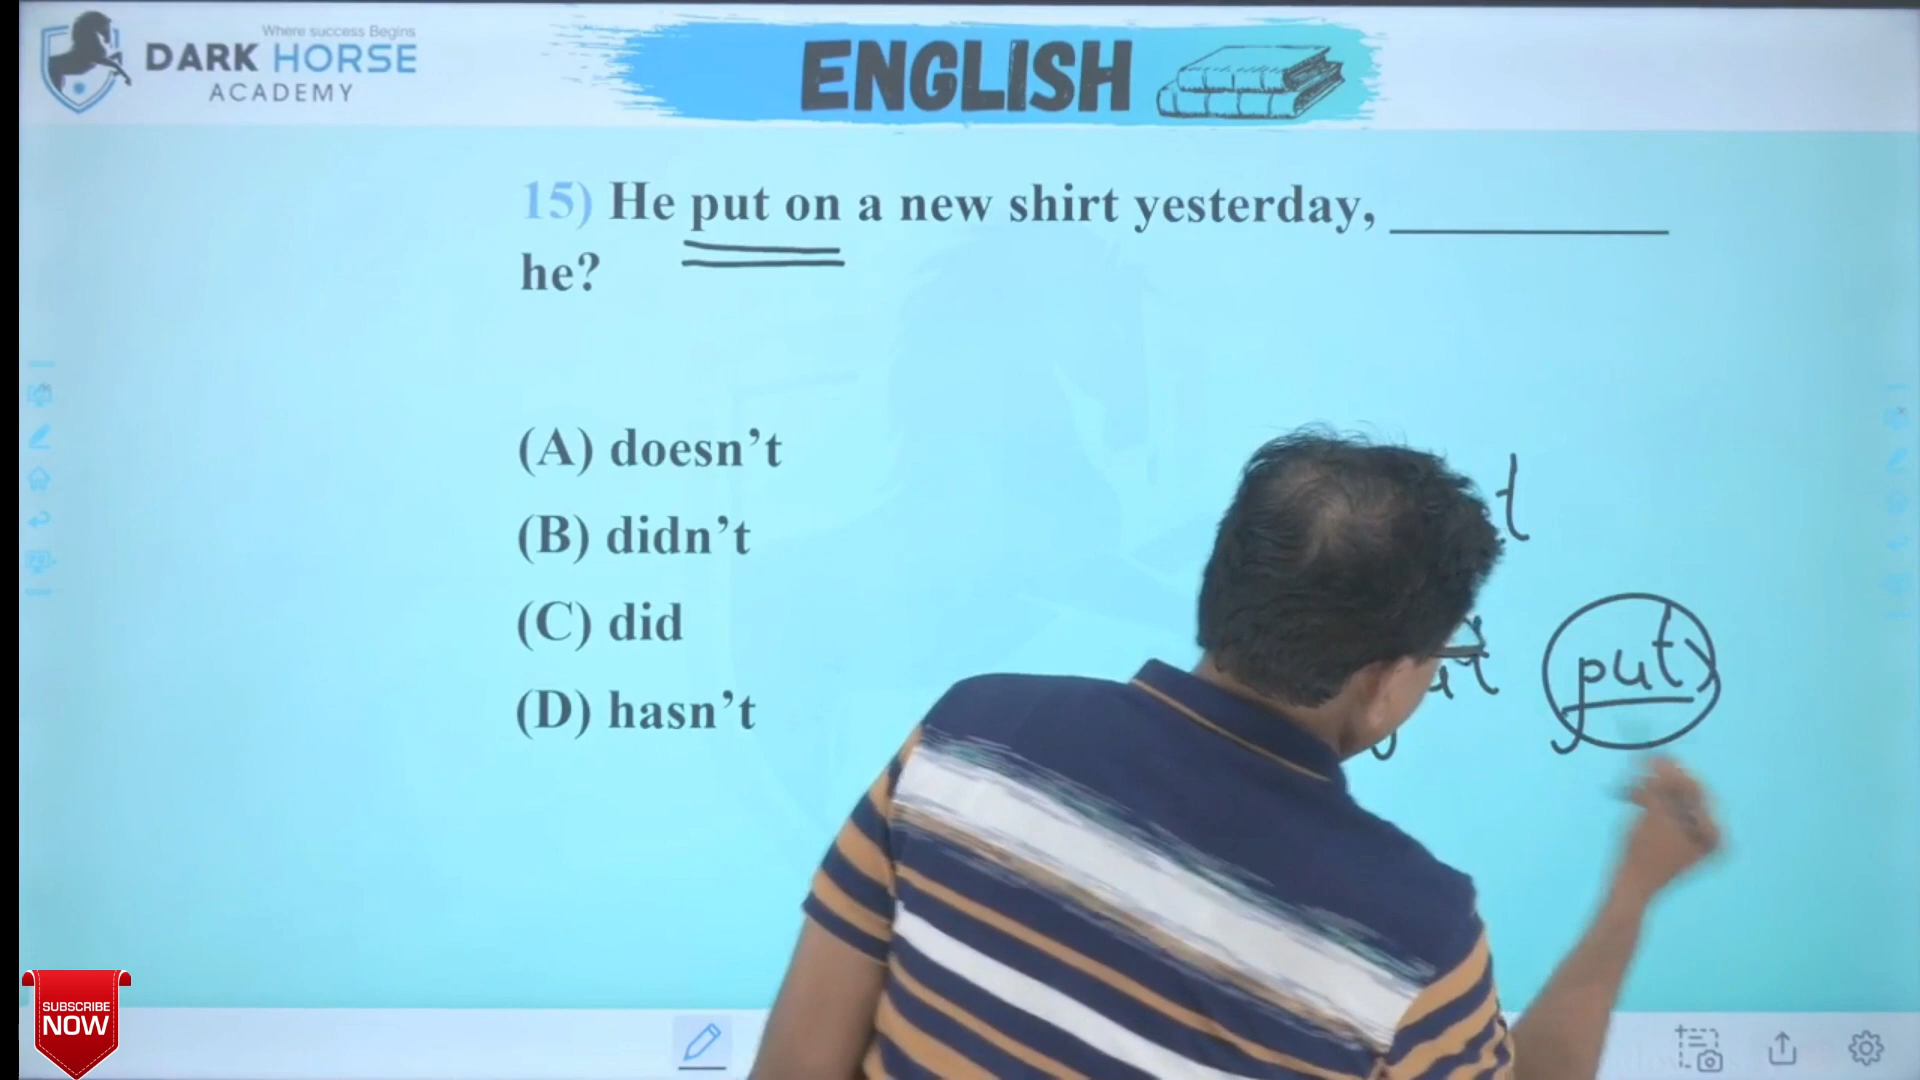 Where success Begins
DARK HORSE
ACADEMY
ENGLISH
15) He put on a new shirt yesterday, __________
he?
(A) doesn’t
(B) didn’t
(C) did
(D) hasn’t
put
SUBSCRIBE
NOW